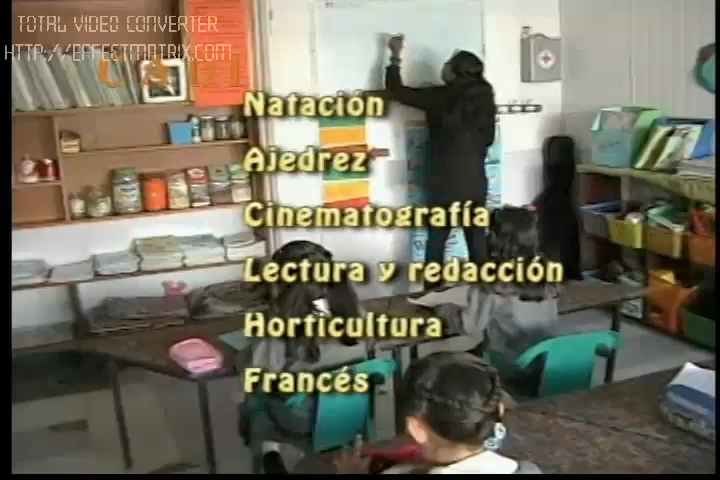 TOTAL VIDEO CONVERTER
HTTP://EFFECTMATRIX.COM
Natación
Ajedrez
Cinematografía
Lectura y redacción
Horticultura
Francés